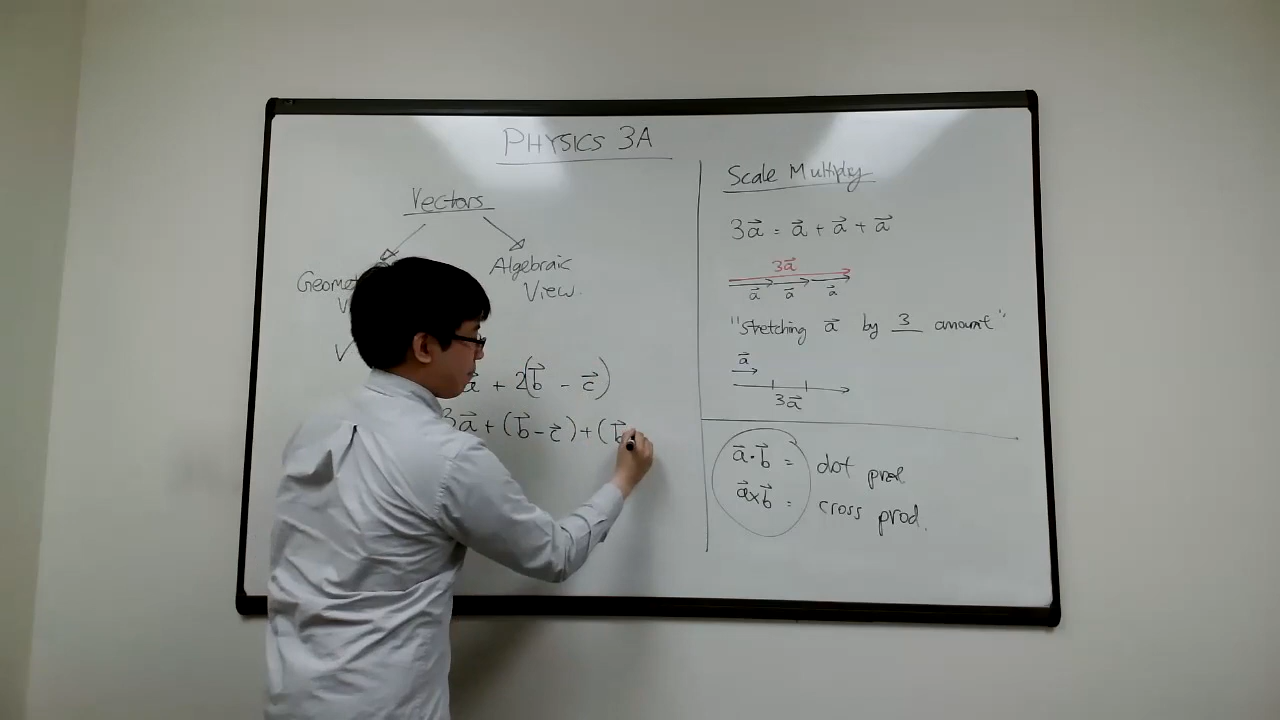 PHYSICS 3A
Vectors
Algebraic
View.
a⃗ + 2(b⃗ - c⃗)
3a⃗ + (b⃗ - c⃗) + (b⃗
Scale Multiply
3a⃗ = a⃗ + a⃗ + a⃗
3a⃗
a⃗ a⃗ a⃗
"stretching a⃗ by 3 amount"
a⃗
3a⃗
a⃗·b⃗ = dot prod
a⃗×b⃗ = cross prod.